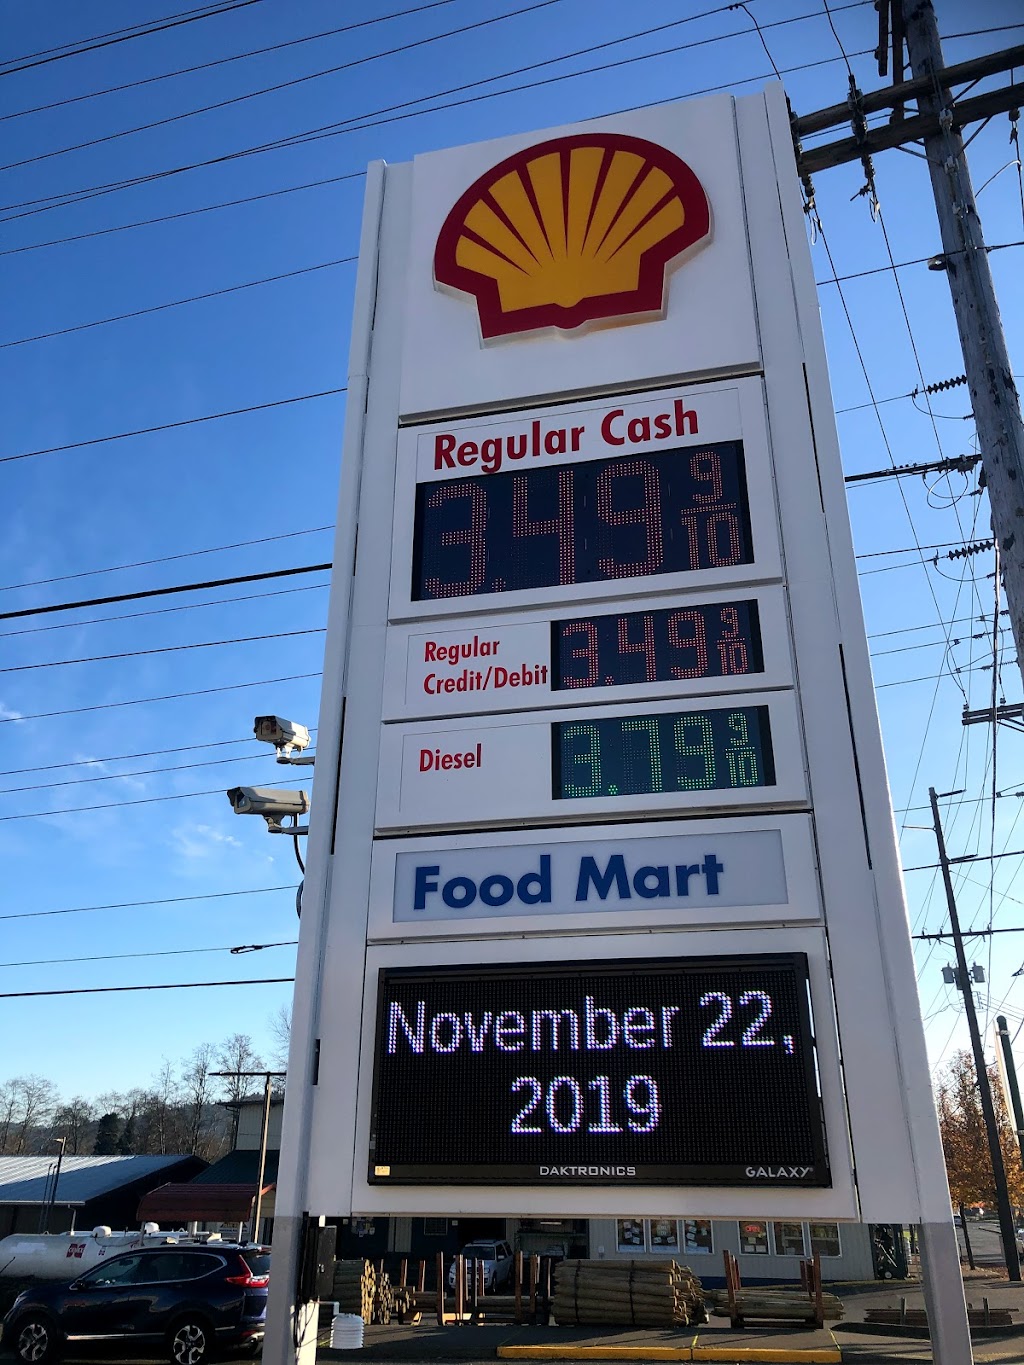 Regular Cash
3.49 9/10
Regular
Credit/Debit
3.49 9/10
Diesel
3.79 9/10
Food Mart
November 22,
2019
DAKTRONICS
GALAXY®